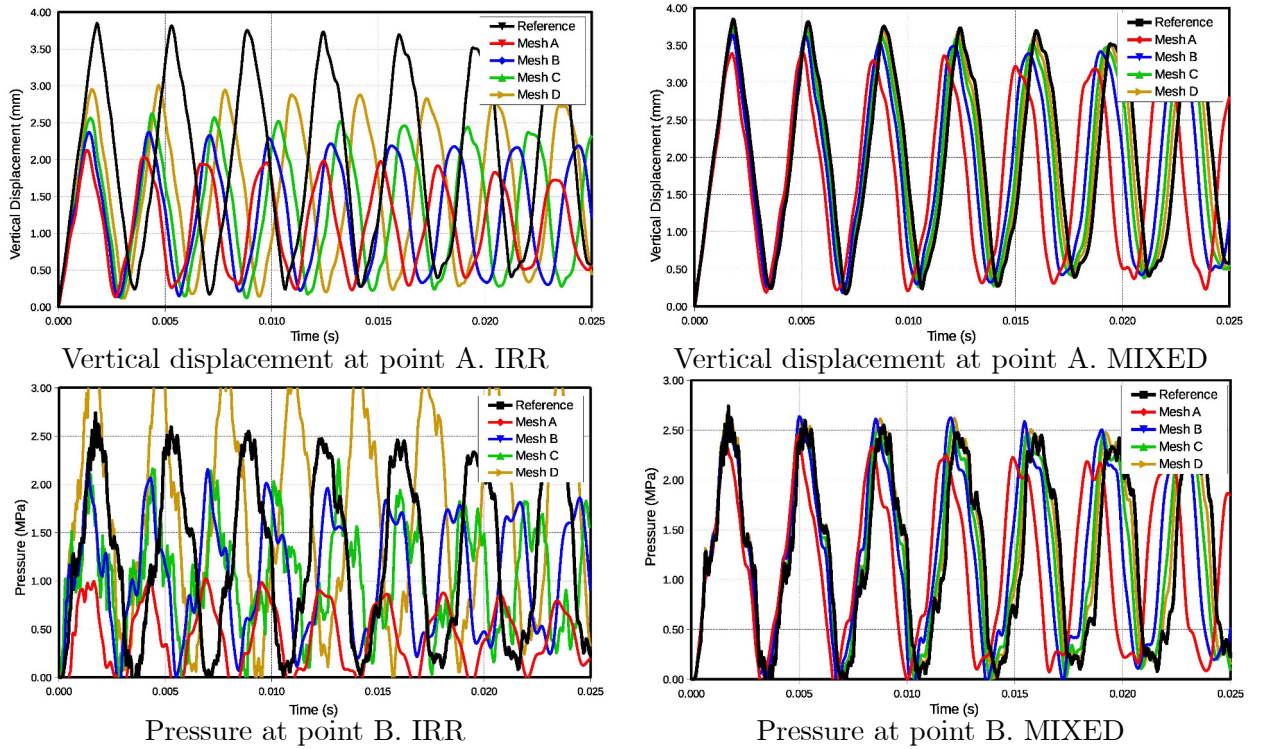 4.00
3.50
3.00
2.50
2.00
1.50
1.00
0.50
0.00
Vertical Displacement (mm)
Reference
Mesh A
Mesh B
Mesh C
Mesh D
0.000 0.005 0.010 0.015 0.020 0.025
Time (s)
Vertical displacement at point A. IRR
4.00
3.50
3.00
2.50
2.00
1.50
1.00
0.50
0.00
Vertical Displacement (mm)
Reference
Mesh A
Mesh B
Mesh C
Mesh D
0.000 0.005 0.010 0.015 0.020 0.025
Time (s)
Vertical displacement at point A. MIXED
3.00
2.50
2.00
1.50
1.00
0.50
0.00
Pressure (MPa)
Reference
Mesh A
Mesh B
Mesh C
Mesh D
0.000 0.005 0.010 0.015 0.020 0.025
Time (s)
Pressure at point B. IRR
3.00
2.50
2.00
1.50
1.00
0.50
0.00
Pressure (MPa)
Reference
Mesh A
Mesh B
Mesh C
Mesh D
0.000 0.005 0.010 0.015 0.020 0.025
Time (s)
Pressure at point B. MIXED